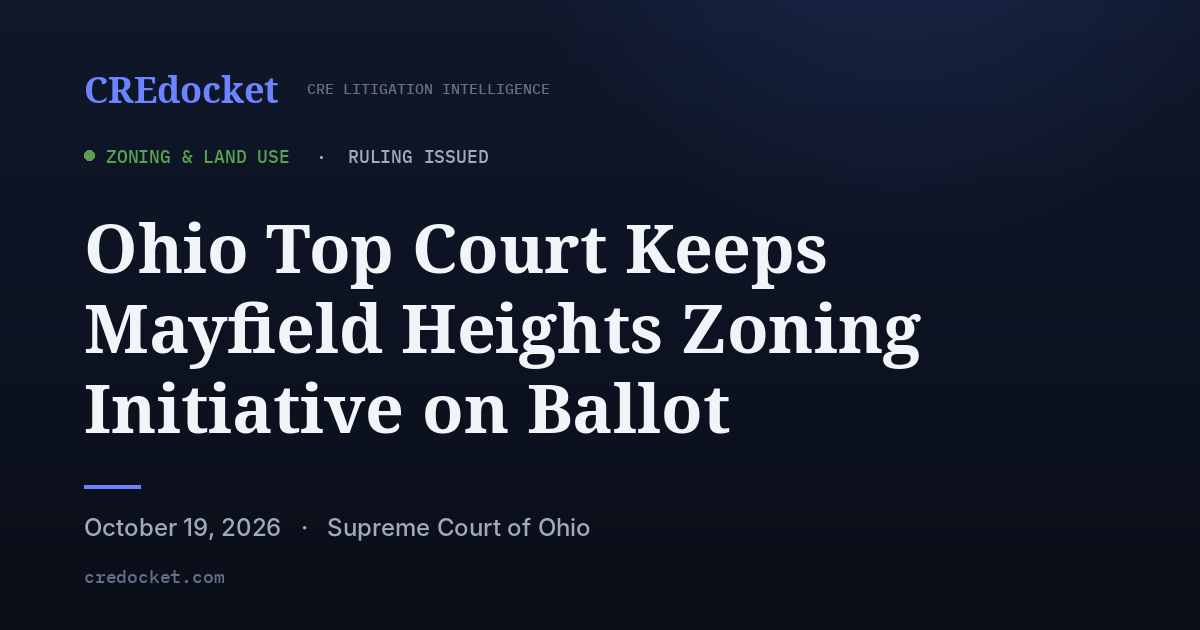 CREdocket CRE LITIGATION INTELLIGENCE
ZONING & LAND USE · RULING ISSUED
Ohio Top Court Keeps
Mayfield Heights Zoning
Initiative on Ballot
October 19, 2026 · Supreme Court of Ohio
credocket.com